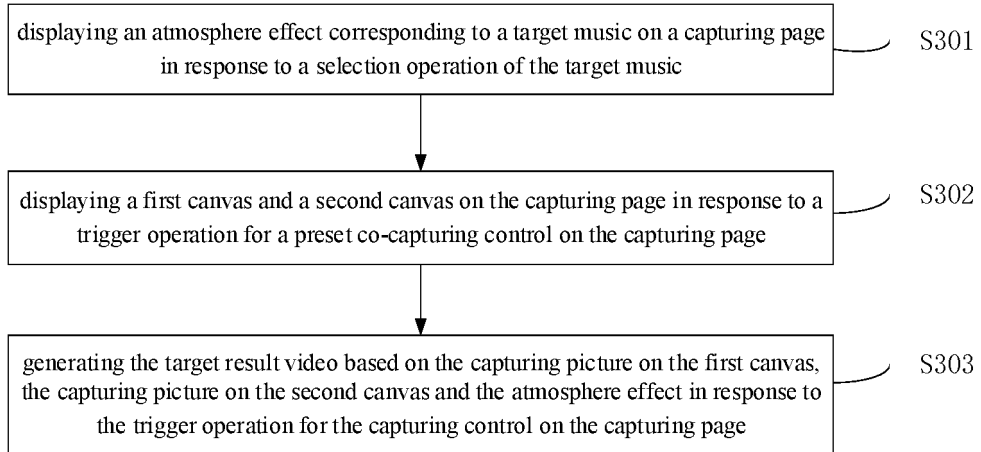 displaying an atmosphere effect corresponding to a target music on a capturing page
in response to a selection operation of the target music
S301
displaying a first canvas and a second canvas on the capturing page in response to a
trigger operation for a preset co-capturing control on the capturing page
S302
generating the target result video based on the capturing picture on the first canvas,
the capturing picture on the second canvas and the atmosphere effect in response to
the trigger operation for the capturing control on the capturing page
S303